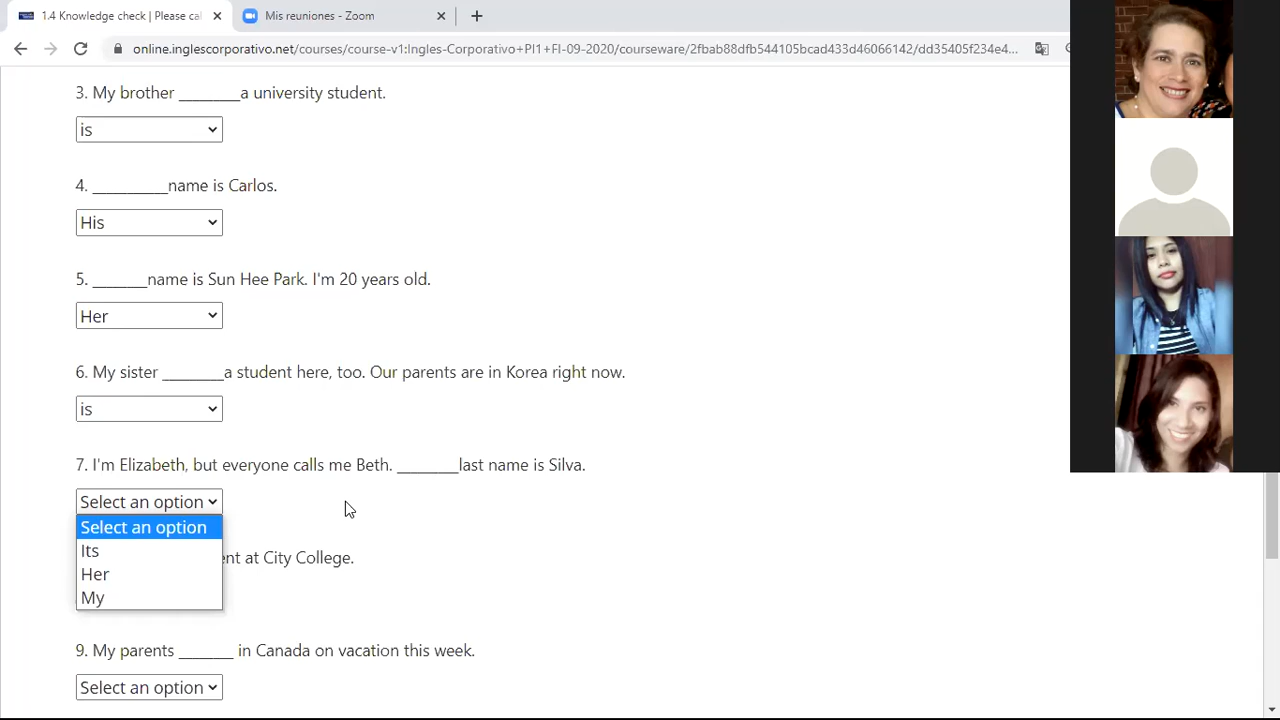 1.4 Knowledge check | Please cal
Mis reuniones - Zoom
online.inglescorporativo.net/courses/course-v1:Ingles-Corporativo+PI1+FI-09-2020/courseware/2fbab88dfb544105bcad433d46066142/dd35405f234e4...
3. My brother ________a university student.
is
4. __________name is Carlos.
His
5. _______name is Sun Hee Park. I'm 20 years old.
Her
6. My sister ________a student here, too. Our parents are in Korea right now.
is
7. I'm Elizabeth, but everyone calls me Beth. ________last name is Silva.
Select an option
Select an option
Its
Her
My
at City College.
9. My parents _______ in Canada on vacation this week.
Select an option